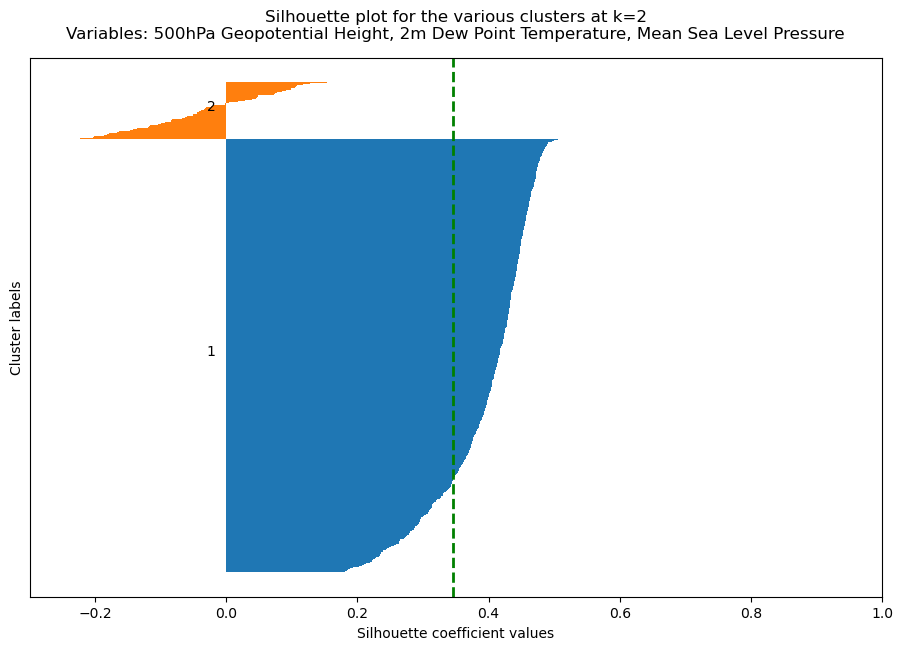 Silhouette plot for the various clusters at k=2
Variables: 500hPa Geopotential Height, 2m Dew Point Temperature, Mean Sea Level Pressure
2
1
Cluster labels
−0.2 0.0 0.2 0.4 0.6 0.8 1.0
Silhouette coefficient values